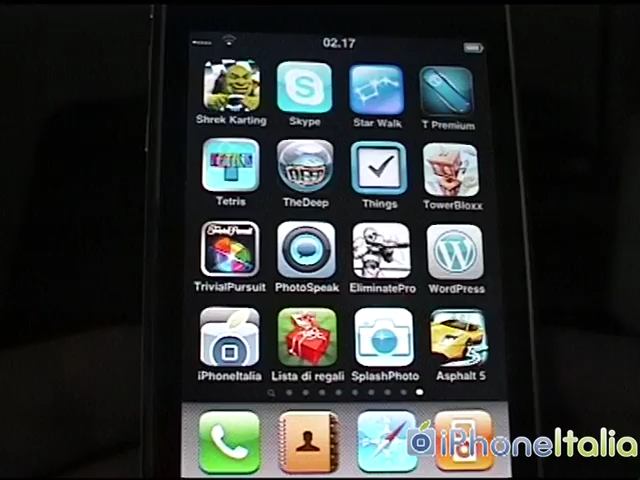 02.17
Shrek Karting Skype Star Walk T Premium
Tetris TheDeep Things TowerBloxx
TrivialPursuit PhotoSpeak EliminatePro WordPress
iPhoneItalia Lista di regali SplashPhoto Asphalt 5
iPhoneItalia